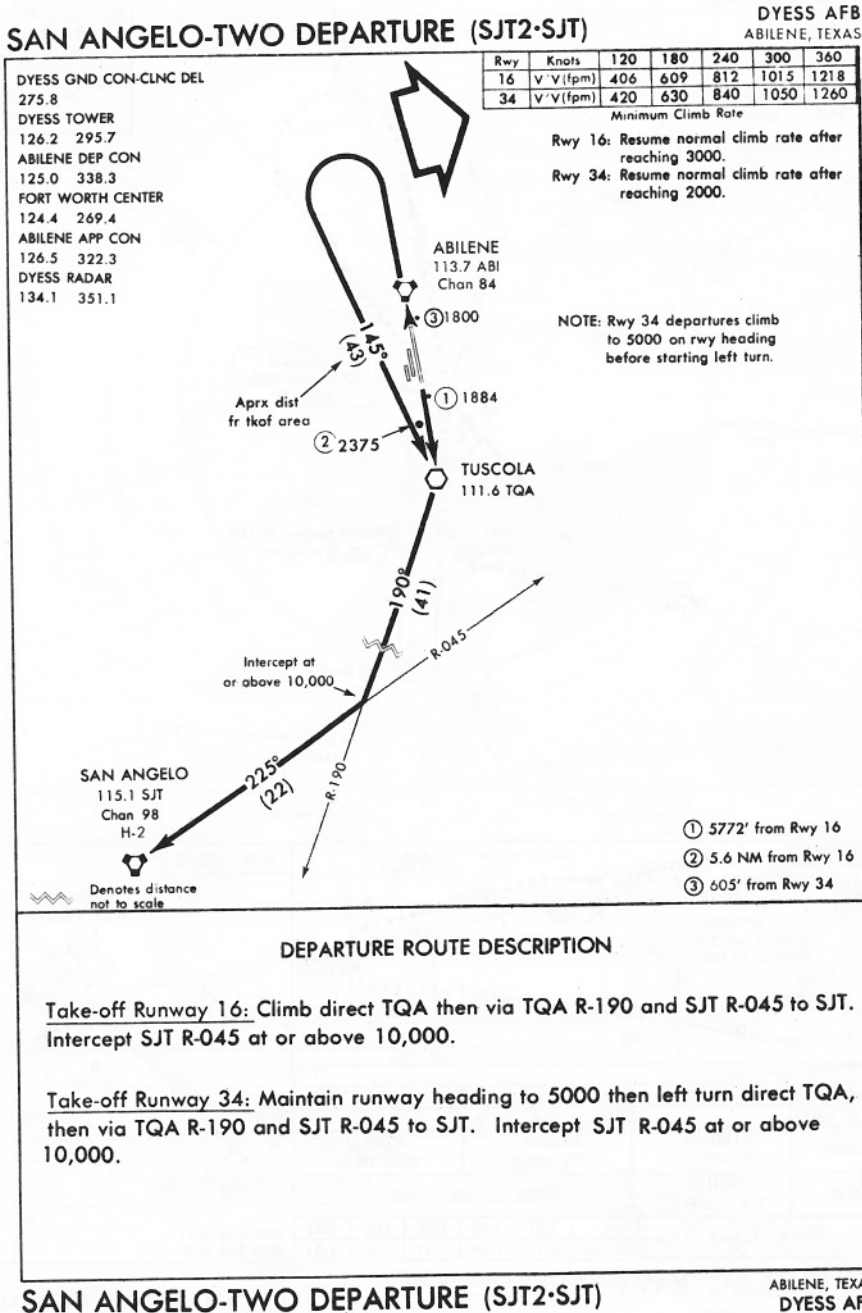 SAN ANGELO-TWO DEPARTURE (SJT2•SJT)
DYESS AFB
ABILENE, TEXAS
DYESS GND CON-CLNC DEL
275.8
DYESS TOWER
126.2 295.7
ABILENE DEP CON
125.0 338.3
FORT WORTH CENTER
124.4 269.4
ABILENE APP CON
126.5 322.3
DYESS RADAR
134.1 351.1
Rwy Knots 120 180 240 300 360
16 V'V(fpm) 406 609 812 1015 1218
34 V'V(fpm) 420 630 840 1050 1260
Minimum Climb Rate
Rwy 16: Resume normal climb rate after
reaching 3000.
Rwy 34: Resume normal climb rate after
reaching 2000.
ABILENE
113.7 ABI
Chan 84
③ 1800
NOTE: Rwy 34 departures climb
to 5000 on rwy heading
before starting left turn.
145°
(43)
Aprx dist
fr tkof area
① 1884
② 2375
TUSCOLA
111.6 TQA
190°
(41)
R-045
Intercept at
or above 10,000
225°
(22)
R-190
SAN ANGELO
115.1 SJT
Chan 98
H-2
Denotes distance
not to scale
① 5772' from Rwy 16
② 5.6 NM from Rwy 16
③ 605' from Rwy 34
DEPARTURE ROUTE DESCRIPTION
Take-off Runway 16: Climb direct TQA then via TQA R-190 and SJT R-045 to SJT.
Intercept SJT R-045 at or above 10,000.
Take-off Runway 34: Maintain runway heading to 5000 then left turn direct TQA,
then via TQA R-190 and SJT R-045 to SJT. Intercept SJT R-045 at or above
10,000.
SAN ANGELO-TWO DEPARTURE (SJT2•SJT)
ABILENE, TEXA
DYESS AF